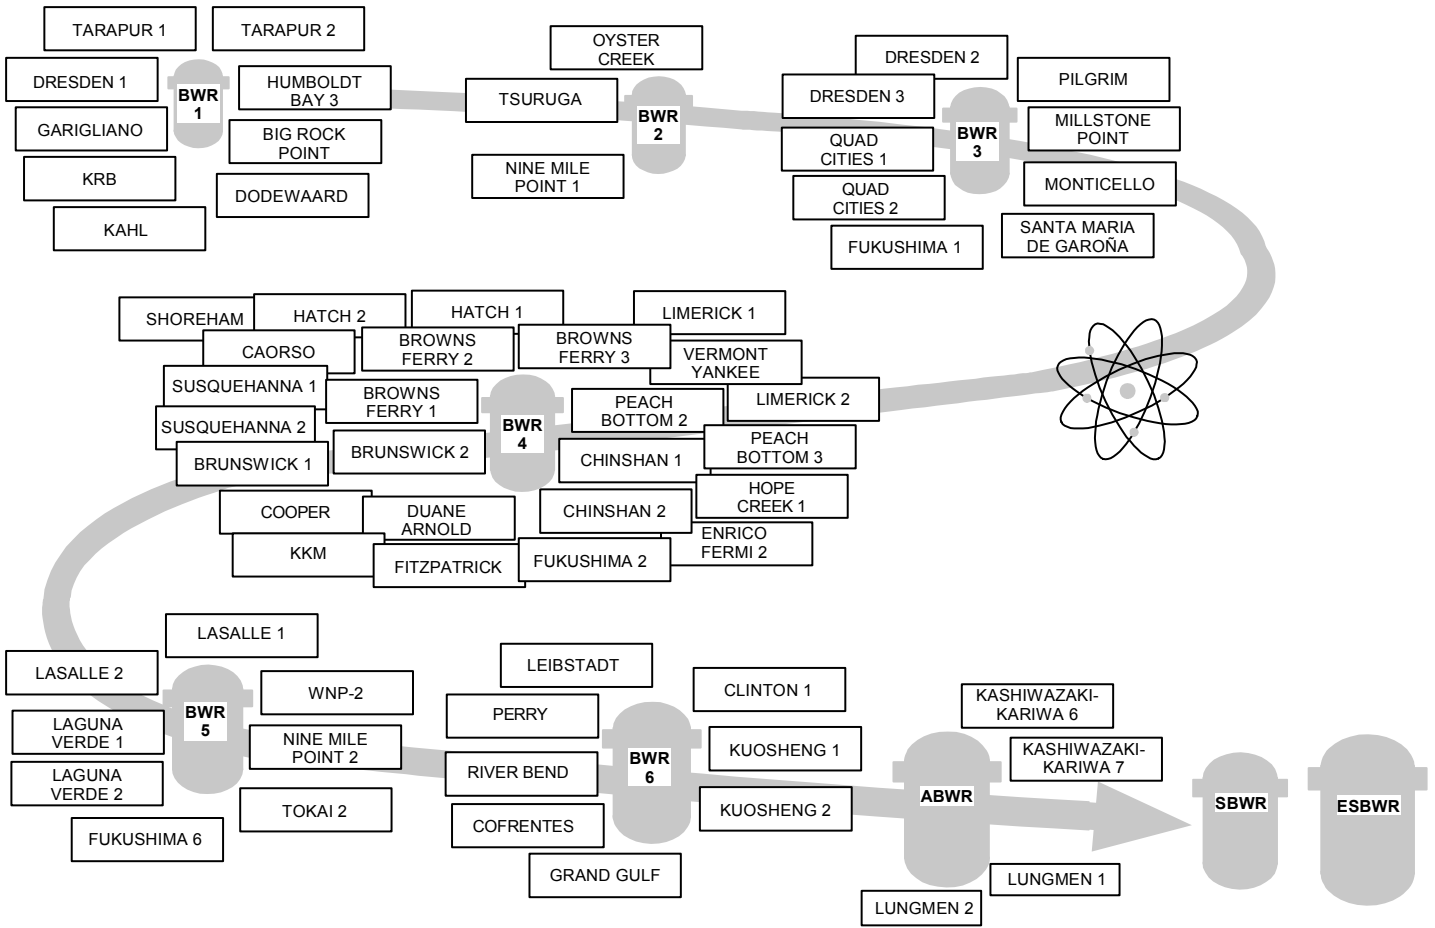 TARAPUR 1
TARAPUR 2
DRESDEN 1
BWR
1
HUMBOLDT
BAY 3
GARIGLIANO
BIG ROCK
POINT
KRB
DODEWAARD
KAHL
OYSTER
CREEK
TSURUGA
BWR
2
NINE MILE
POINT 1
DRESDEN 2
DRESDEN 3
PILGRIM
BWR
3
MILLSTONE
POINT
QUAD
CITIES 1
MONTICELLO
QUAD
CITIES 2
SANTA MARIA
DE GAROÑA
FUKUSHIMA 1
SHOREHAM
HATCH 2
HATCH 1
LIMERICK 1
CAORSO
BROWNS
FERRY 2
BROWNS
FERRY 3
VERMONT
YANKEE
SUSQUEHANNA 1
BROWNS
FERRY 1
BWR
4
PEACH
BOTTOM 2
LIMERICK 2
SUSQUEHANNA 2
BRUNSWICK 2
PEACH
BOTTOM 3
BRUNSWICK 1
CHINSHAN 1
HOPE
CREEK 1
COOPER
DUANE
ARNOLD
CHINSHAN 2
ENRICO
FERMI 2
KKM
FITZPATRICK
FUKUSHIMA 2
LASALLE 1
LASALLE 2
BWR
5
WNP-2
LAGUNA
VERDE 1
NINE MILE
POINT 2
LAGUNA
VERDE 2
TOKAI 2
FUKUSHIMA 6
LEIBSTADT
CLINTON 1
PERRY
BWR
6
KUOSHENG 1
RIVER BEND
KUOSHENG 2
COFRENTES
GRAND GULF
KASHIWAZAKI-
KARIWA 6
KASHIWAZAKI-
KARIWA 7
ABWR
LUNGMEN 1
LUNGMEN 2
SBWR
ESBWR